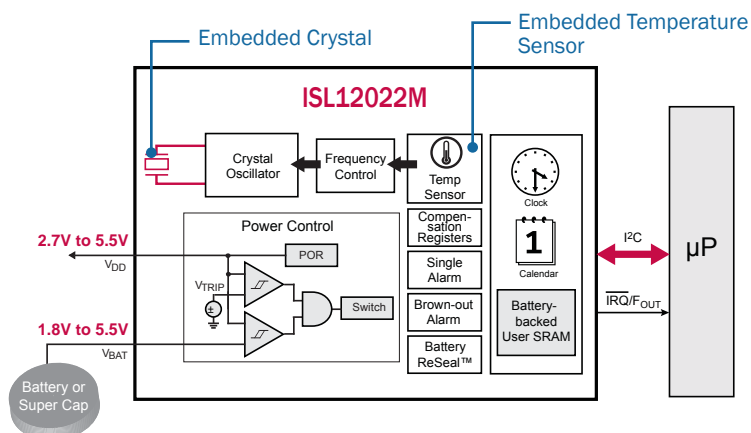 Embedded Crystal
Embedded Temperature
Sensor
ISL12022M
Crystal
Oscillator
Frequency
Control
Temp
Sensor
Clock
1
Calendar
Battery-
backed
User SRAM
Compen-
sation
Registers
Single
Alarm
Brown-out
Alarm
Battery
ReSeal™
Power Control
POR
VTRIP
±
Switch
2.7V to 5.5V
VDD
1.8V to 5.5V
VBAT
Battery or
Super Cap
I²C
IRQ/FOUT
µP